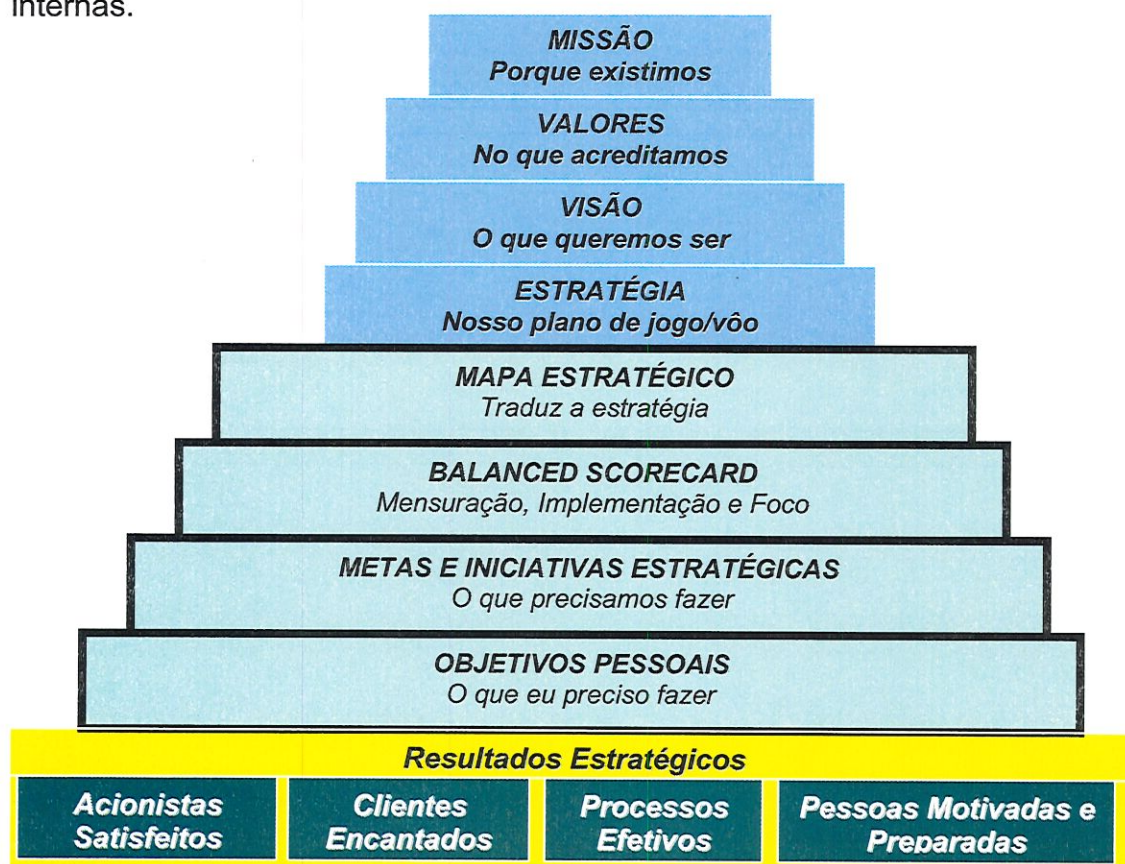 internas.
MISSÃO
Porque existimos
VALORES
No que acreditamos
VISÃO
O que queremos ser
ESTRATÉGIA
Nosso plano de jogo/vôo
MAPA ESTRATÉGICO
Traduz a estratégia
BALANCED SCORECARD
Mensuração, Implementação e Foco
METAS E INICIATIVAS ESTRATÉGICAS
O que precisamos fazer
OBJETIVOS PESSOAIS
O que eu preciso fazer
Resultados Estratégicos
Acionistas
Satisfeitos
Clientes
Encantados
Processos
Efetivos
Pessoas Motivadas e
Preparadas